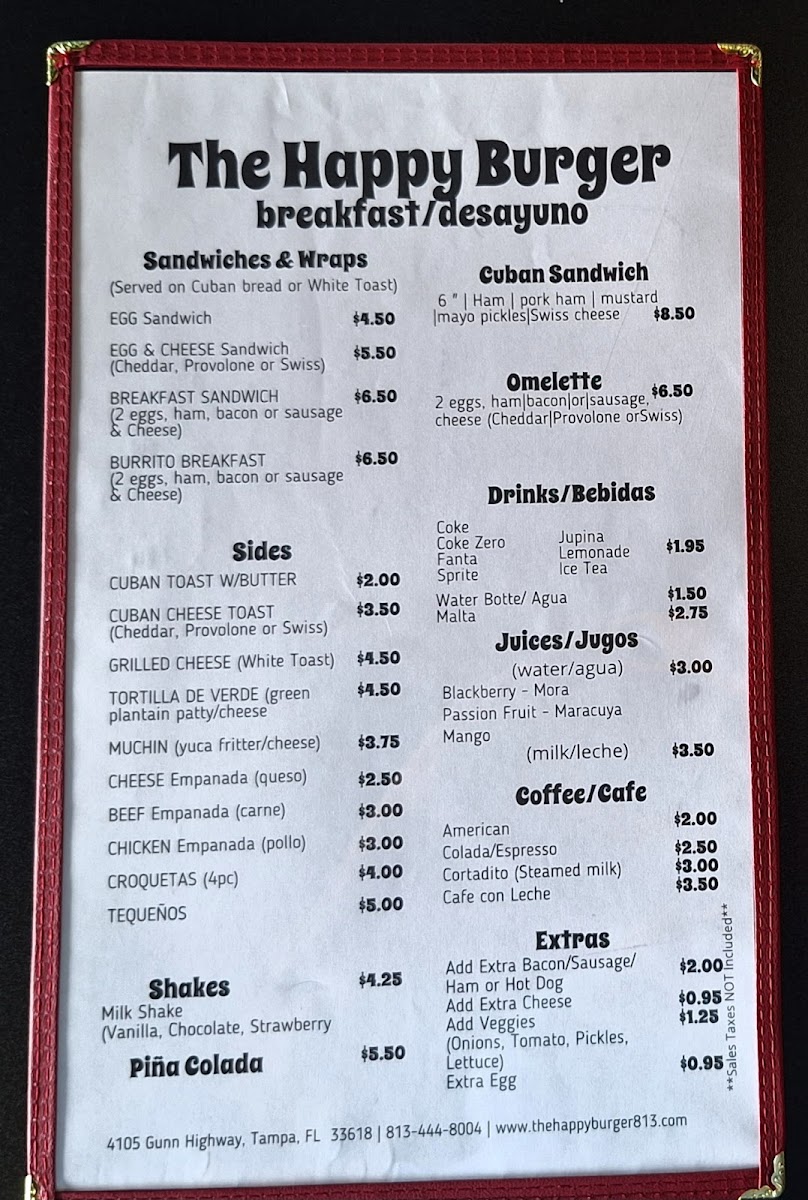 The Happy Burger
breakfast/desayuno
Sandwiches & Wraps
(Served on Cuban bread or White Toast)
EGG Sandwich $4.50
EGG & CHEESE Sandwich $5.50
(Cheddar, Provolone or Swiss)
BREAKFAST SANDWICH $6.50
(2 eggs, ham, bacon or sausage
& Cheese)
BURRITO BREAKFAST $6.50
(2 eggs, ham, bacon or sausage
& Cheese)
Sides
CUBAN TOAST W/BUTTER $2.00
CUBAN CHEESE TOAST $3.50
(Cheddar, Provolone or Swiss)
GRILLED CHEESE (White Toast) $4.50
TORTILLA DE VERDE (green $4.50
plantain patty/cheese
MUCHIN (yuca fritter/cheese) $3.75
CHEESE Empanada (queso) $2.50
BEEF Empanada (carne) $3.00
CHICKEN Empanada (pollo) $3.00
CROQUETAS (4pc) $4.00
TEQUEÑOS $5.00
Shakes $4.25
Milk Shake
(Vanilla, Chocolate, Strawberry
Piña Colada $5.50
Cuban Sandwich
6 " | Ham | pork ham | mustard
|mayo pickles|Swiss cheese $8.50
Omelette
2 eggs, ham|bacon|or|sausage, $6.50
cheese (Cheddar|Provolone orSwiss)
Drinks/Bebidas
Coke
Coke Zero
Fanta
Sprite
Jupina
Lemonade $1.95
Ice Tea
Water Botte/ Agua $1.50
Malta $2.75
Juices/Jugos
(water/agua) $3.00
Blackberry - Mora
Passion Fruit - Maracuya
Mango
(milk/leche) $3.50
Coffee/Cafe
American $2.00
Colada/Espresso $2.50
Cortadito (Steamed milk) $3.00
Cafe con Leche $3.50
Extras
Add Extra Bacon/Sausage/ $2.00
Ham or Hot Dog
Add Extra Cheese $0.95
Add Veggies $1.25
(Onions, Tomato, Pickles,
Lettuce)
Extra Egg $0.95
**Sales Taxes NOT Included**
4105 Gunn Highway, Tampa, FL 33618 | 813-444-8004 | www.thehappyburger813.com